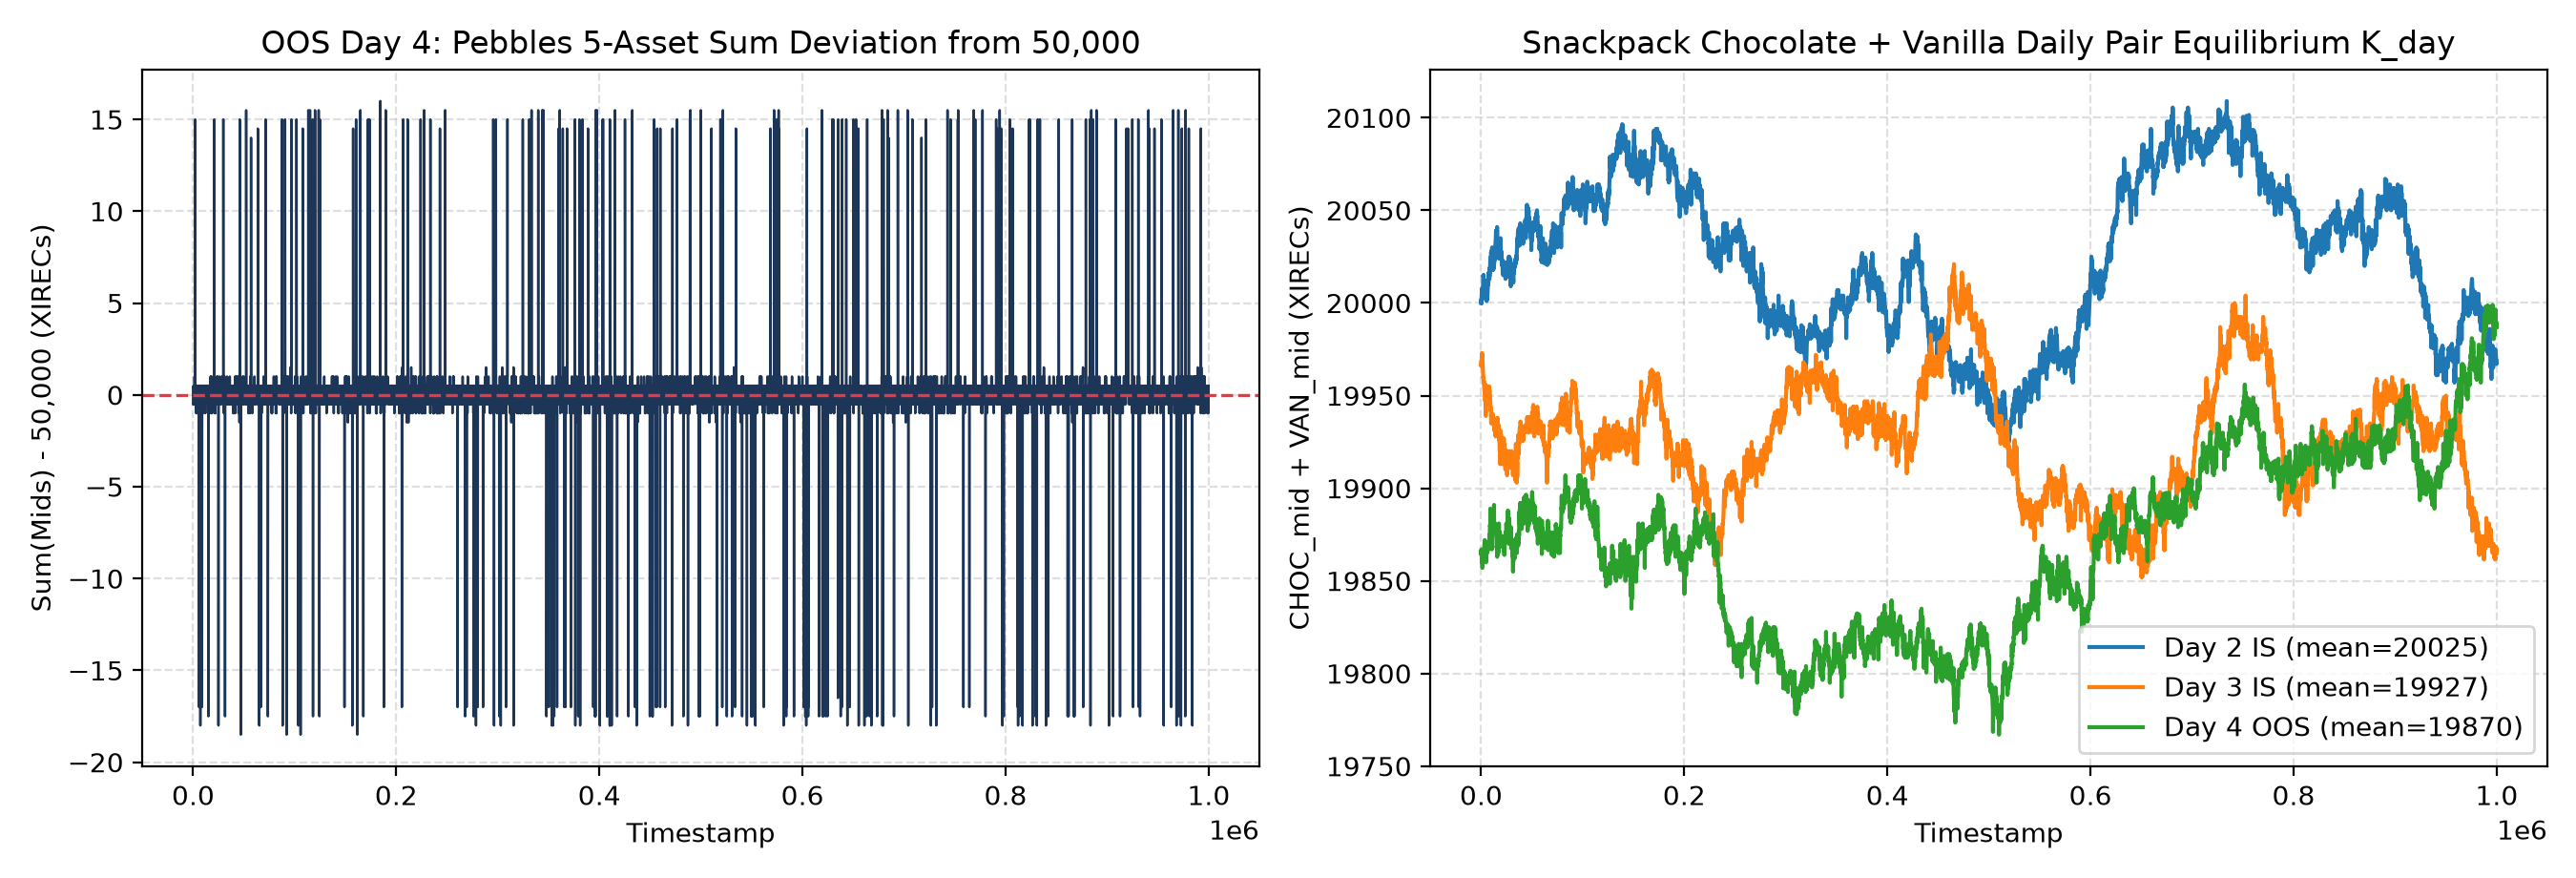 OOS Day 4: Pebbles 5-Asset Sum Deviation from 50,000
Sum(Mids) - 50,000 (XIRECs)
15
10
5
0
−5
−10
−15
−20
0.0 0.2 0.4 0.6 0.8 1.0
1e6
Timestamp
Snackpack Chocolate + Vanilla Daily Pair Equilibrium K_day
CHOC_mid + VAN_mid (XIRECs)
20100
20050
20000
19950
19900
19850
19800
19750
Day 2 IS (mean=20025)
Day 3 IS (mean=19927)
Day 4 OOS (mean=19870)
0.0 0.2 0.4 0.6 0.8 1.0
1e6
Timestamp